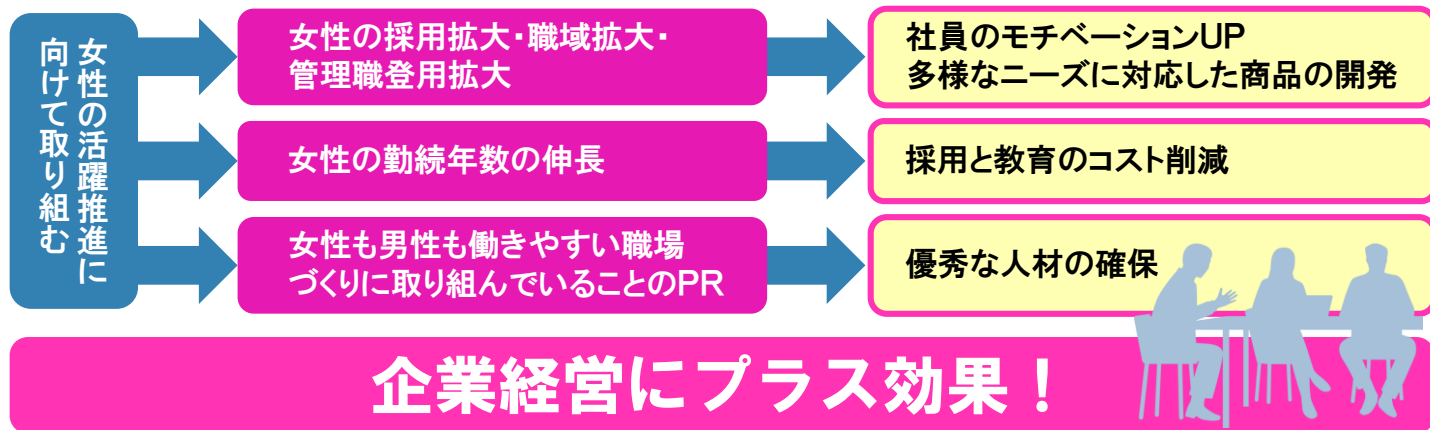 女性の活躍推進に
向けて取り組む
女性の採用拡大・職域拡大・
管理職登用拡大
社員のモチベーションUP
多様なニーズに対応した商品の開発
女性の勤続年数の伸長
採用と教育のコスト削減
女性も男性も働きやすい職場
づくりに取り組んでいることのPR
優秀な人材の確保
企業経営にプラス効果！